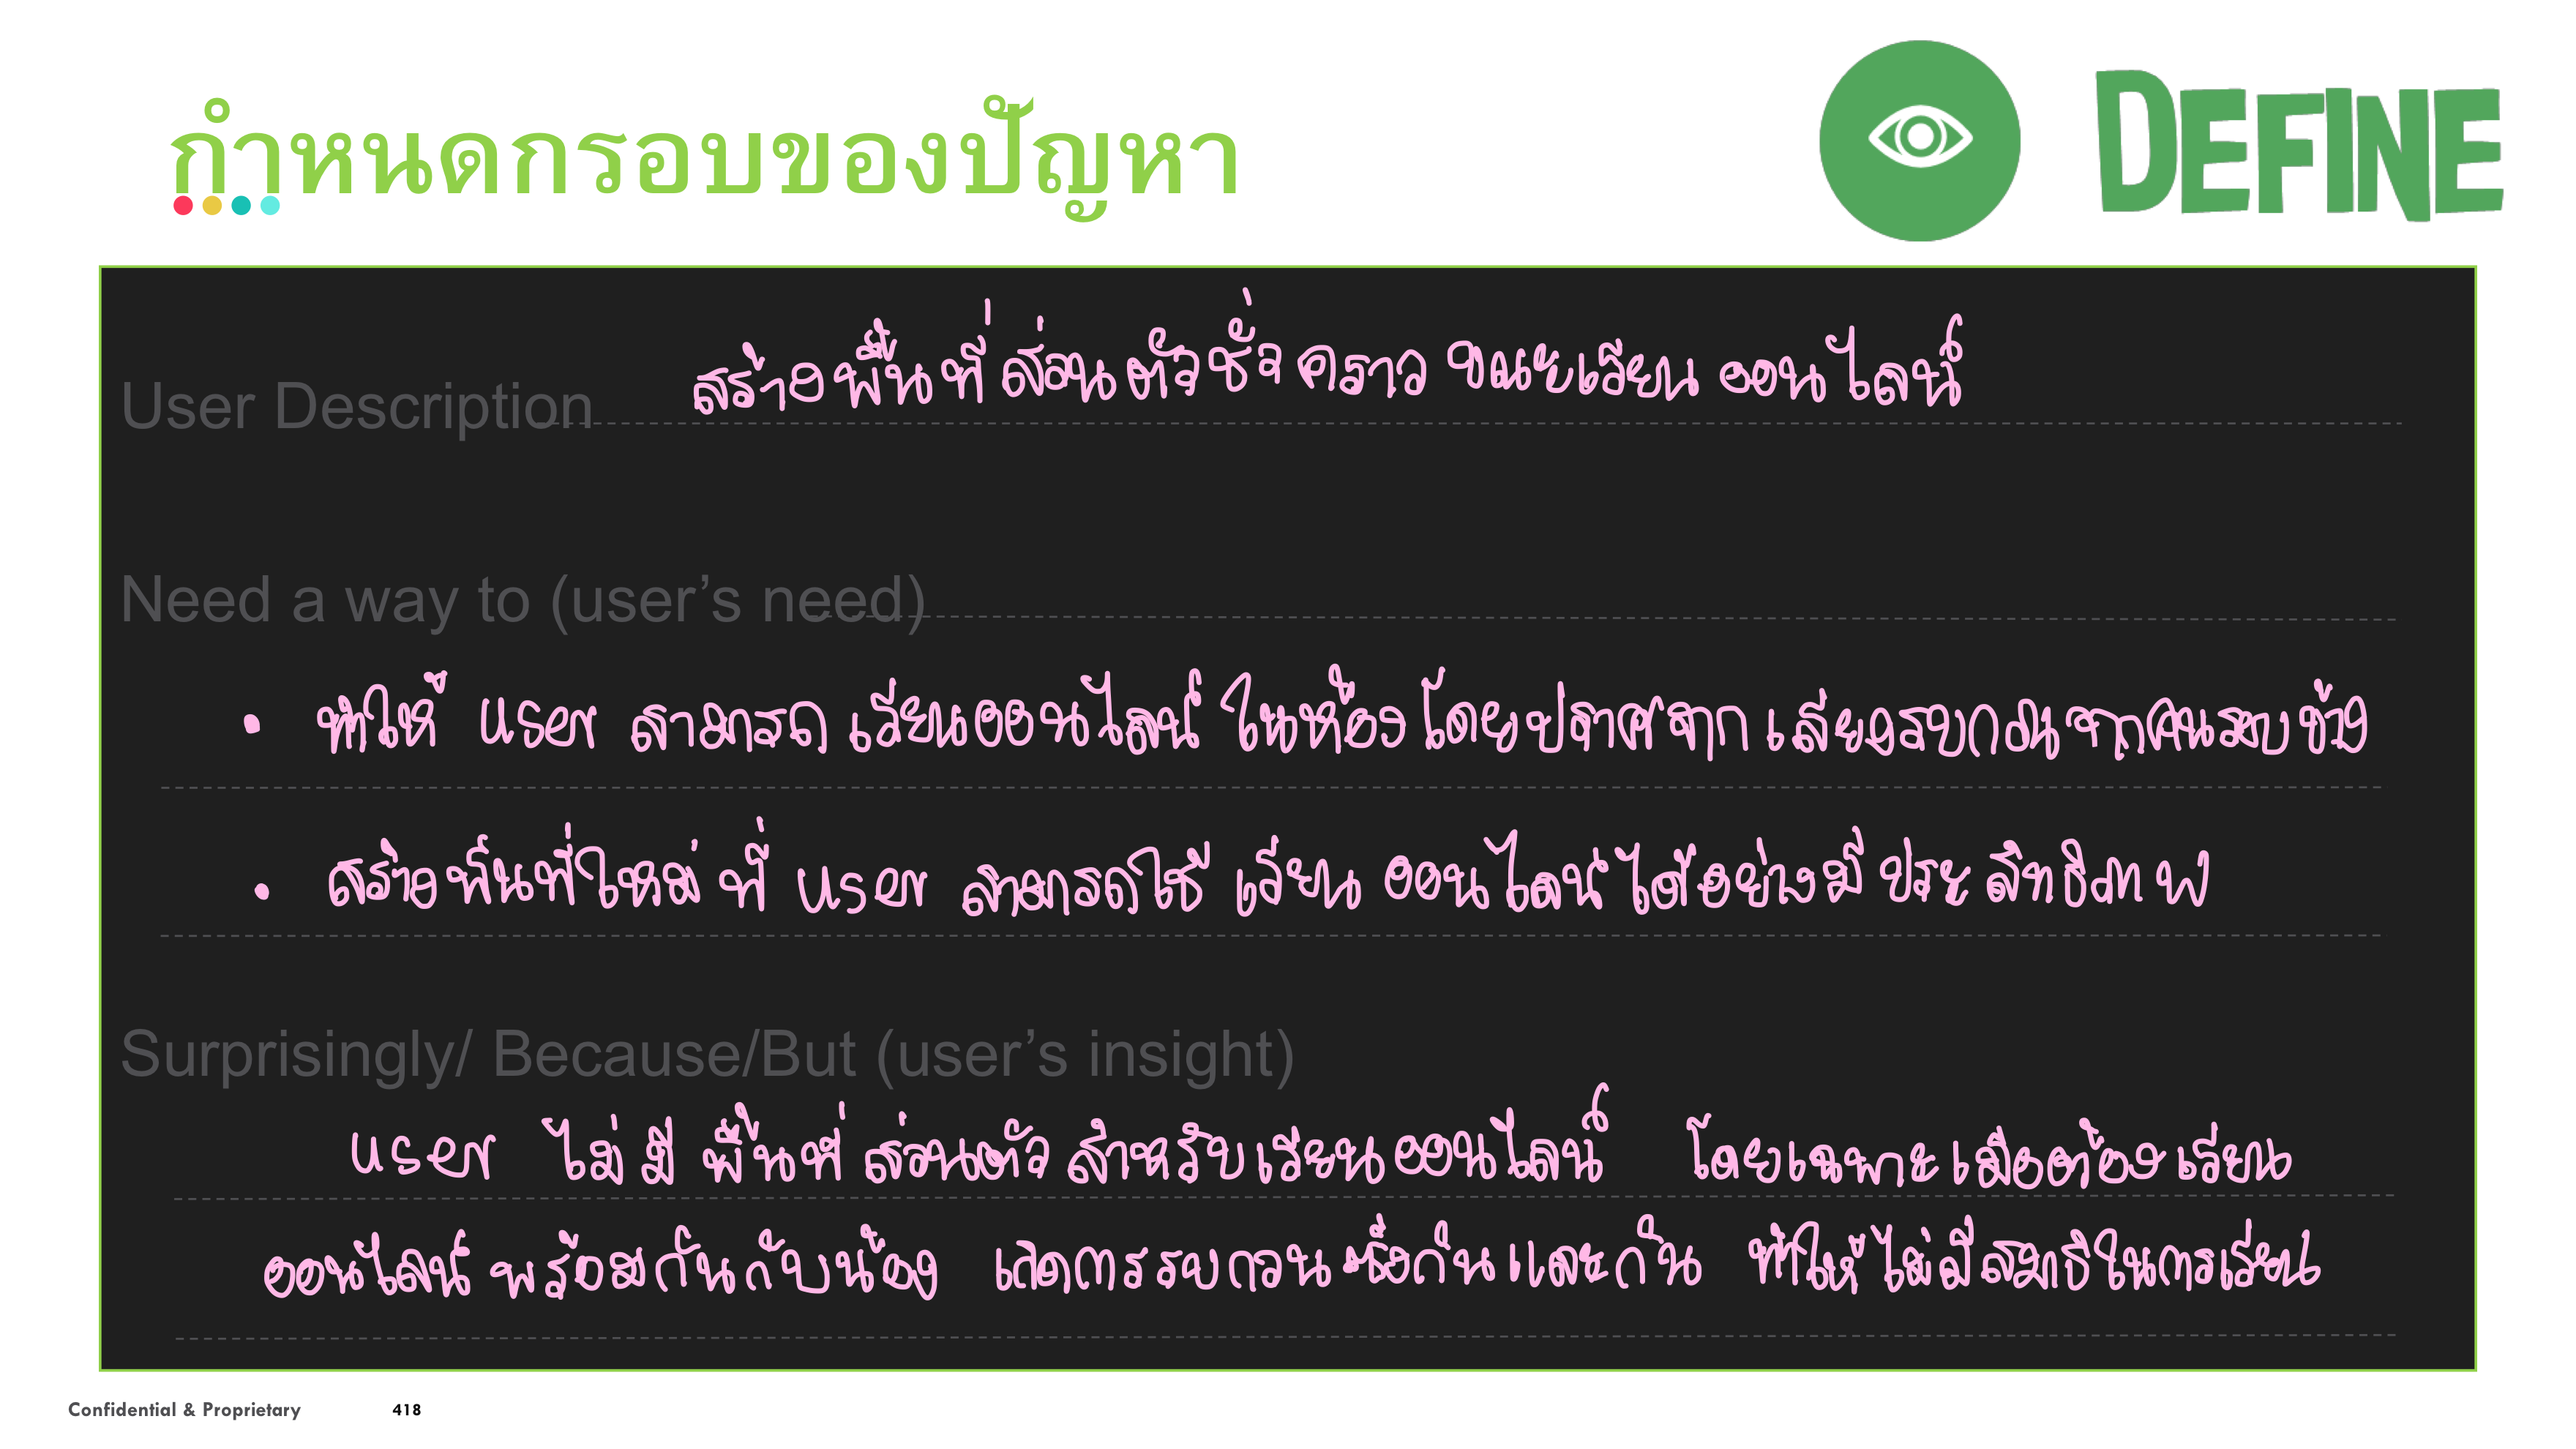 กำหนดกรอบของปัญหา
DEFINE
สร้างพื้นที่ส่วนตัวชั่วคราว ขณะเรียน ออนไลน์
User Description
Need a way to (user's need)
• ทำให้ user สามารถ เรียนออนไลน์ ในห้อง โดยปราศจาก เสียงรบกวนจากคนรอบข้าง
• สร้างพื้นที่ใหม่ ที่ user สามารถใช้ เรียน ออนไลน์ ได้อย่างมี ประสิทธิภาพ
Surprisingly/ Because/But (user's insight)
user ไม่มี พื้นที่ ส่วนตัว สำหรับเรียนออนไลน์ โดยเฉพาะเมื่อต้องเรียน
ออนไลน์ พร้อมกันกับน้อง เกิดการรบกวนซึ่งกันและกัน ทำให้ไม่มีสมาธิในการเรียน
Confidential & Proprietary 418